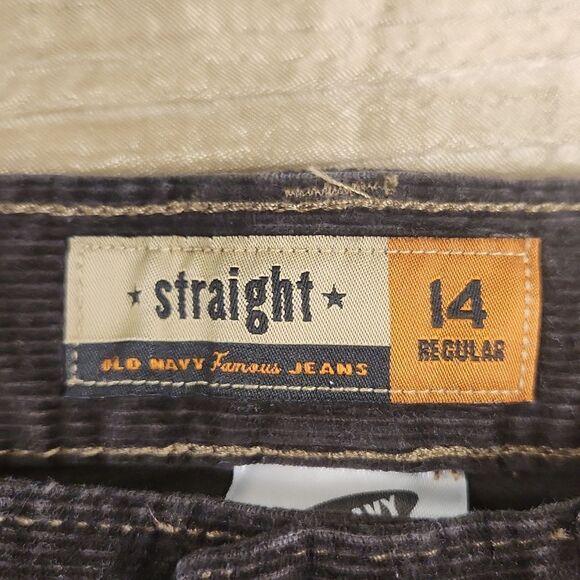 straight
OLD NAVY Famous JEANS
14
REGULAR